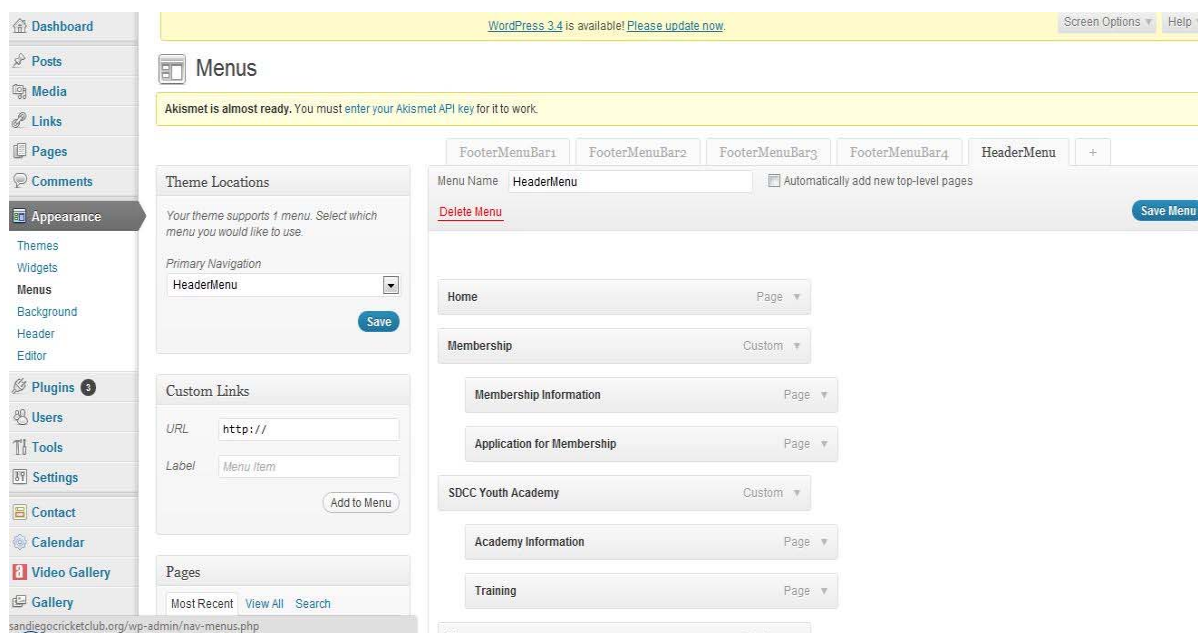 Dashboard
Posts
Media
Links
Pages
Comments
Appearance
Themes
Widgets
Menus
Background
Header
Editor
Plugins 3
Users
Tools
Settings
Contact
Calendar
Video Gallery
Gallery
sandiegocricketclub.org/wp-admin/nav-menus.php
WordPress 3.4 is available! Please update now.
Screen Options
Help
Menus
Akismet is almost ready. You must enter your Akismet API key for it to work.
Theme Locations
Your theme supports 1 menu. Select which
menu you would like to use.
Primary Navigation
HeaderMenu
Save
Custom Links
URL http://
Label Menu Item
Add to Menu
Pages
Most Recent View All Search
FooterMenuBar1 FooterMenuBar2 FooterMenuBar3 FooterMenuBar4 HeaderMenu +
Menu Name HeaderMenu Automatically add new top-level pages
Delete Menu
Save Menu
Home Page
Membership Custom
Membership Information Page
Application for Membership Page
SDCC Youth Academy Custom
Academy Information Page
Training Page